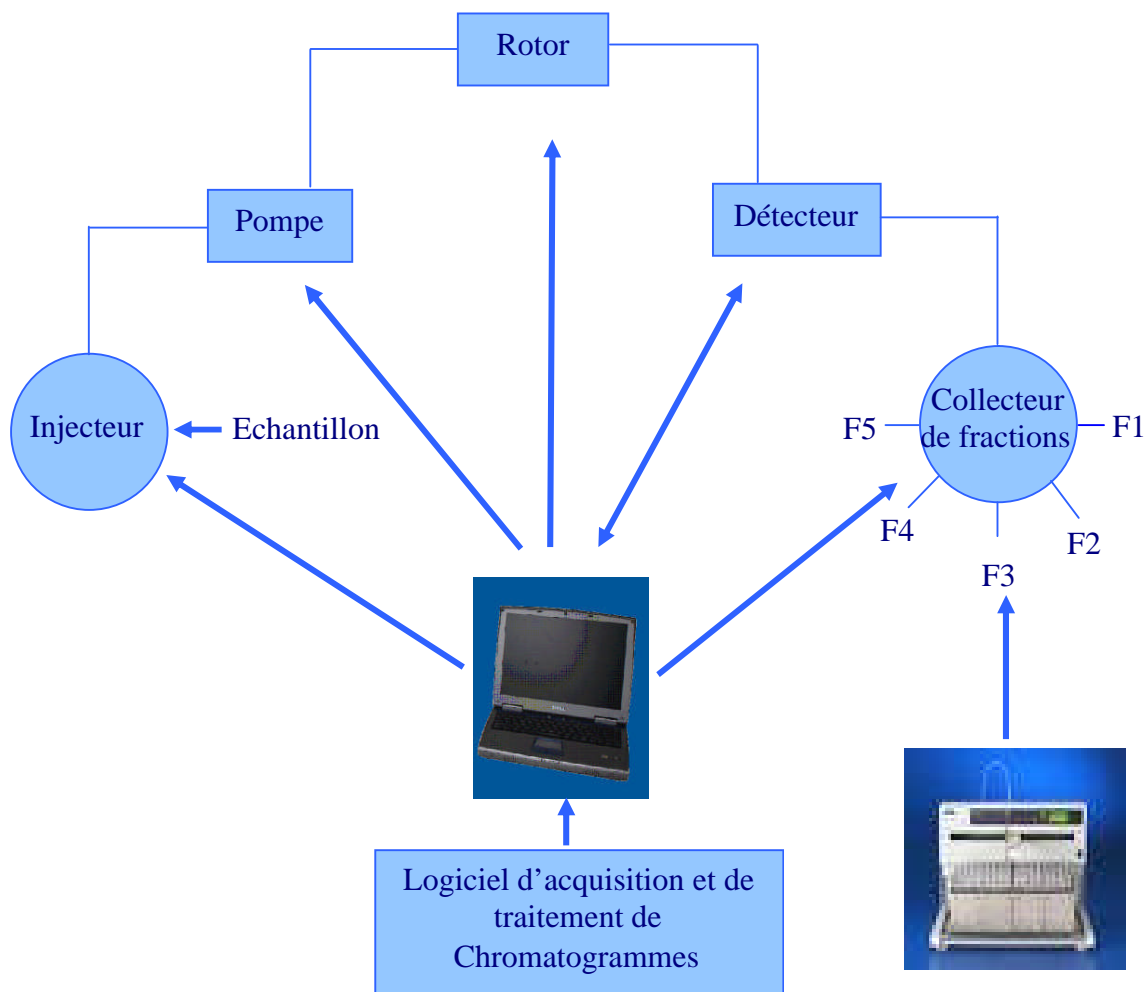 Rotor
Pompe
Détecteur
Injecteur
Echantillon
Collecteur
de fractions
F5
F1
F4
F2
F3
Logiciel d’acquisition et de
traitement de
Chromatogrammes